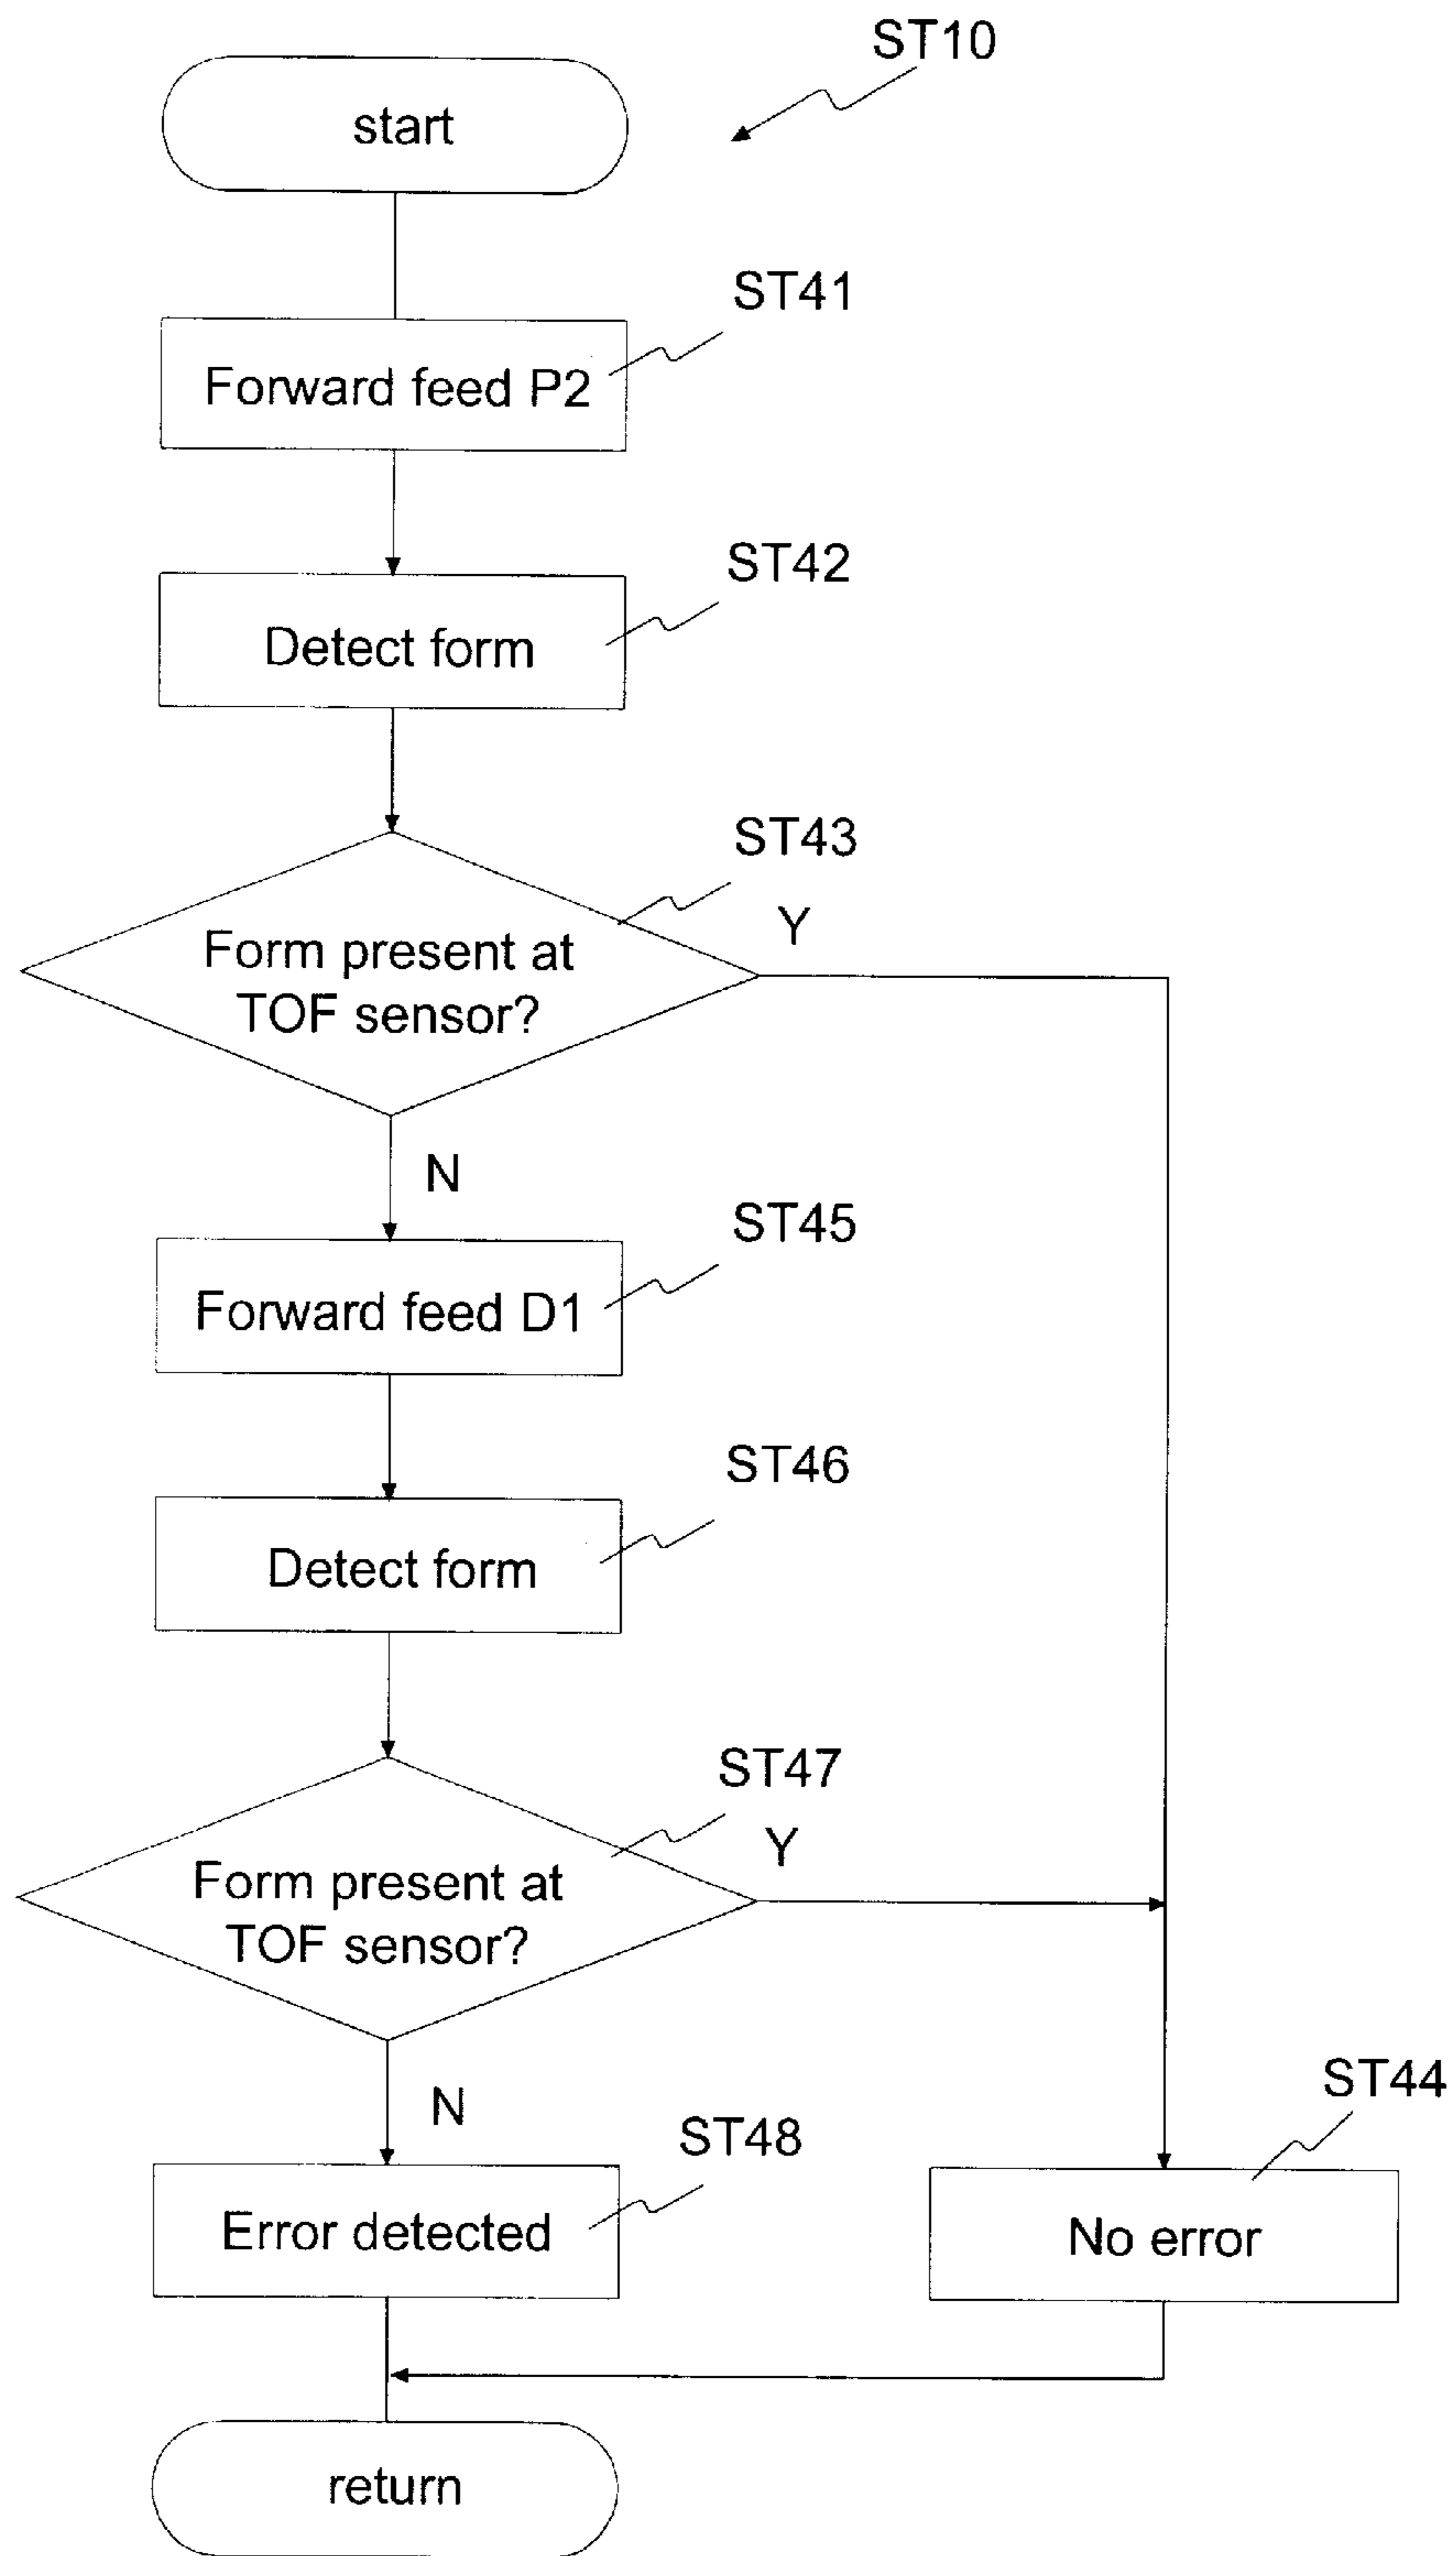 ST10
start
ST41
Forward feed P2
ST42
Detect form
ST43
Form present at
TOF sensor?
Y
N
ST45
Forward feed D1
ST46
Detect form
ST47
Form present at
TOF sensor?
Y
N
ST48
Error detected
ST44
No error
return